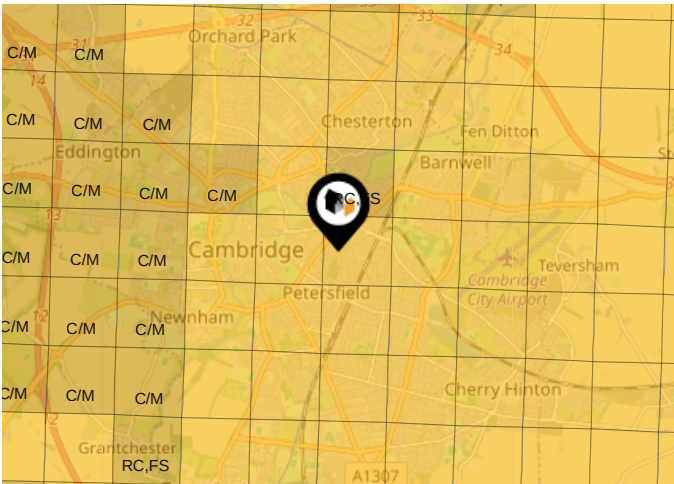 32
33
Orchard Park
31
34
C/M
C/M
14
C/M
C/M
C/M
Chesterton
Fen Ditton
Eddington
Barnwell
C/M
C/M
C/M
C/M
RC,FS
13
Cambridge
C/M
C/M
C/M
Cambridge
City Airport
Teversham
Petersfield
12
Newnham
C/M
C/M
C/M
C/M
C/M
C/M
Cherry Hinton
Grantchester
RC,FS
A1307